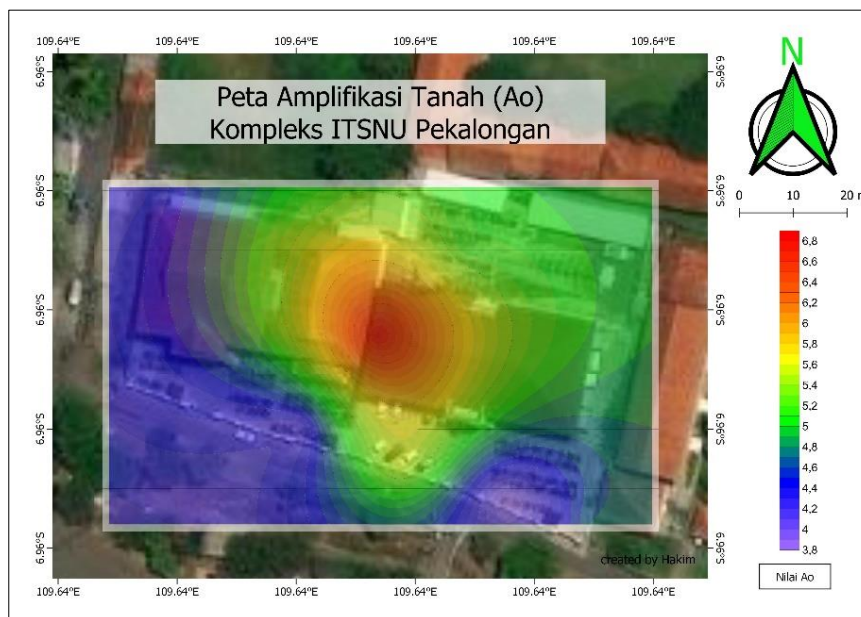 109.64°E 109.64°E 109.64°E 109.64°E 109.64°E 109.64°E
N
6.96°S 6.96°S
Peta Amplifikasi Tanah (Ao)
Kompleks ITSNU Pekalongan
6.96°S 6.96°S
0 10 20 m
6,8
6,6
6,4
6,2
6
5,8
5,6
5,4
5,2
5
4,8
4,6
4,4
4,2
4
3,8
6.96°S 6.96°S
6.96°S 6.96°S
6.96°S 6.96°S
created by Hakim
Nilai Ao
109.64°E 109.64°E 109.64°E 109.64°E 109.64°E 109.64°E